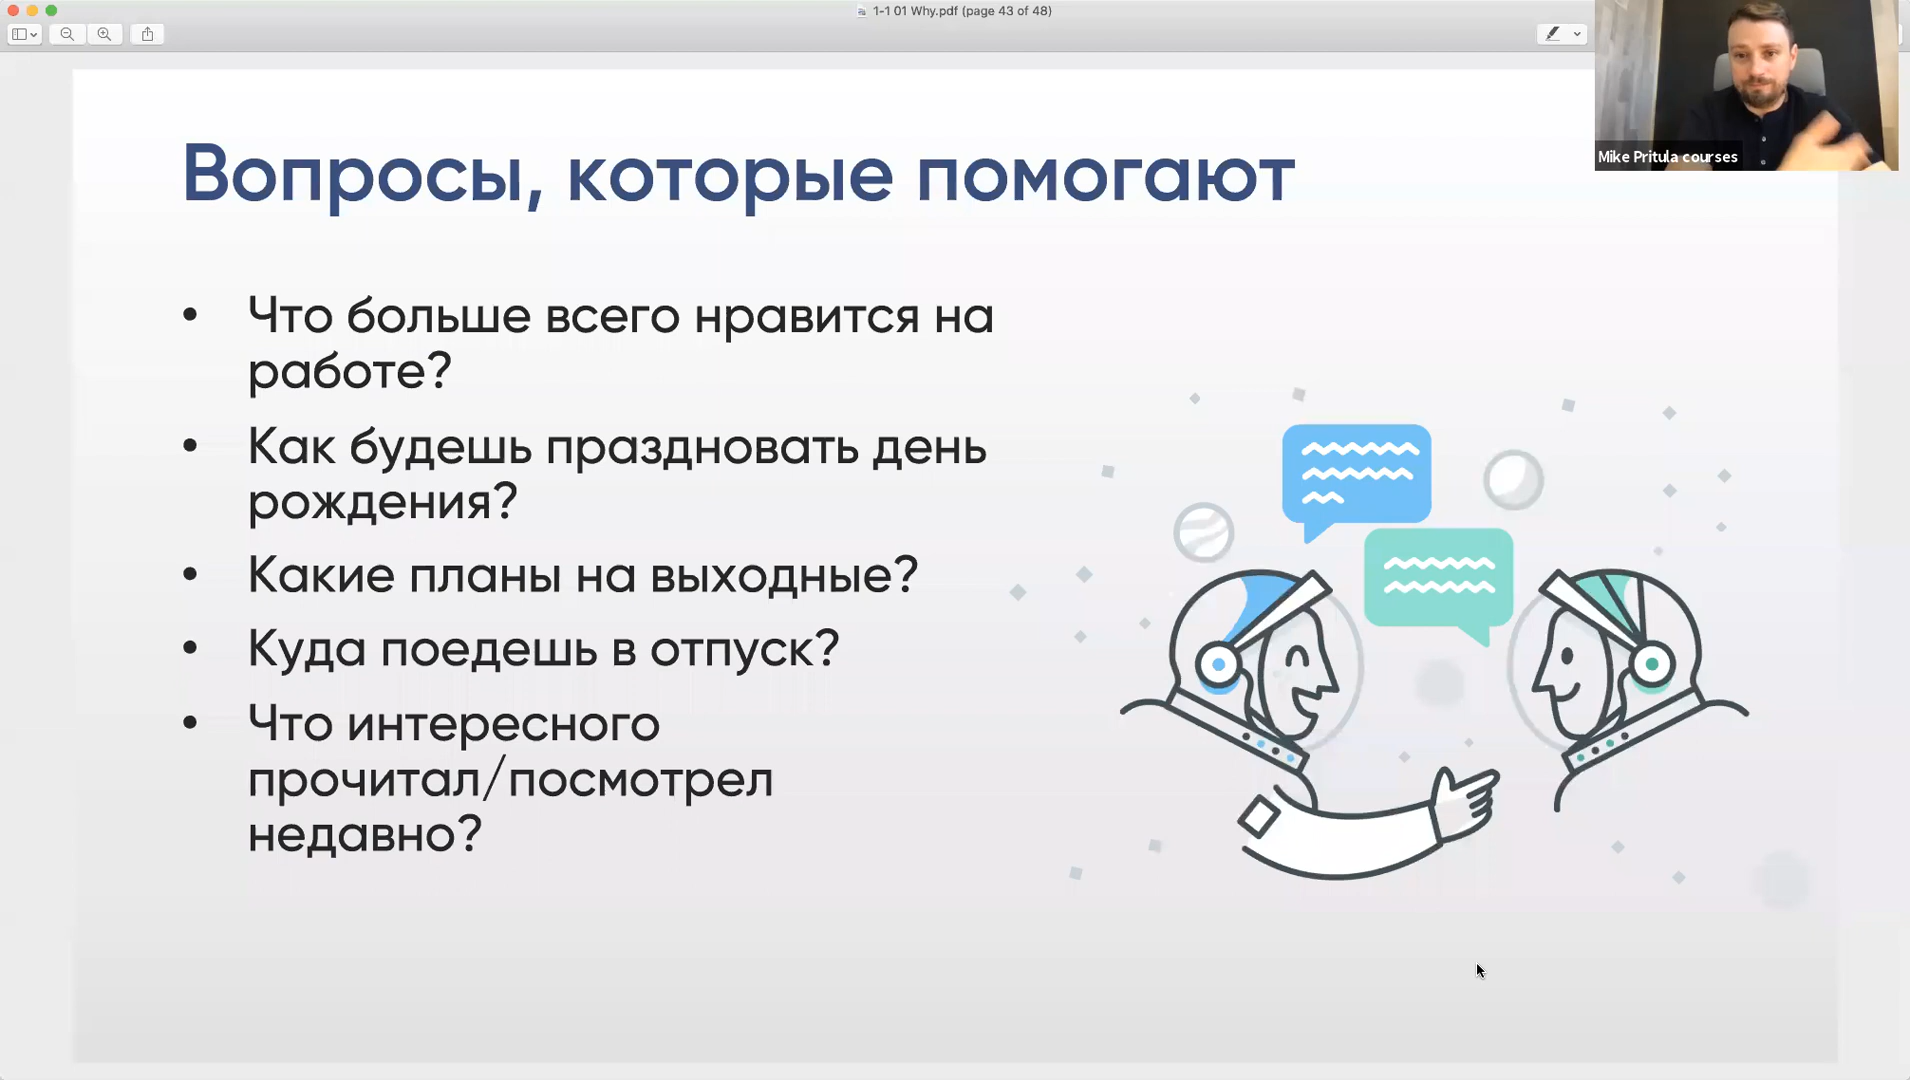 1-1 01 Why.pdf (page 43 of 48)
Mike Pritula courses
Вопросы, которые помогают
• Что больше всего нравится на
работе?
• Как будешь праздновать день
рождения?
• Какие планы на выходные?
• Куда поедешь в отпуск?
• Что интересного
прочитал/посмотрел
недавно?